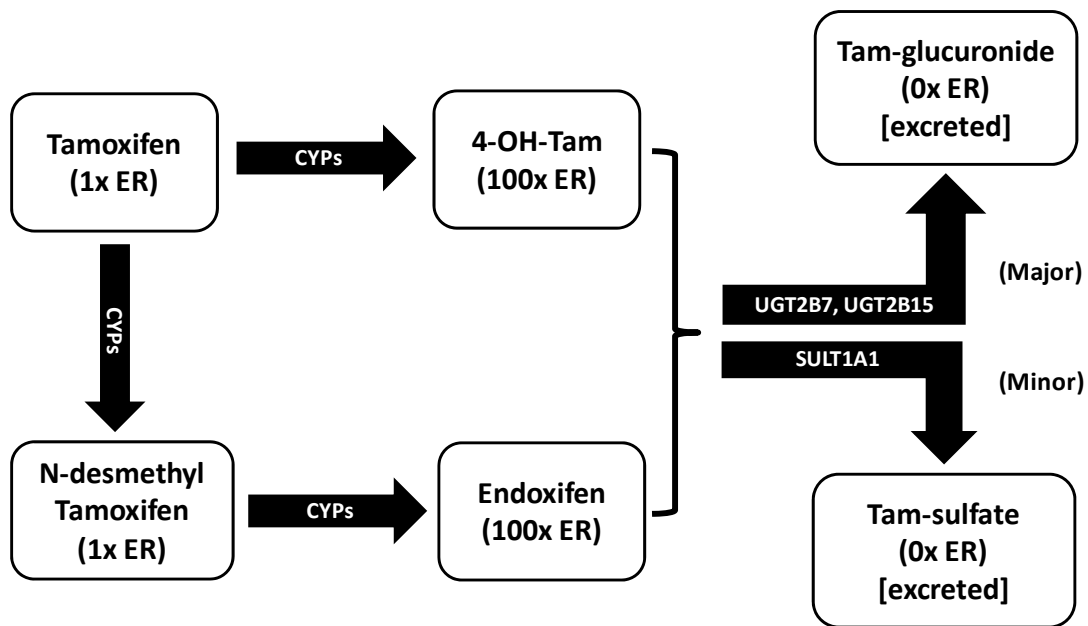 Tamoxifen
(1x ER)
CYPs
4-OH-Tam
(100x ER)
CYPs
N-desmethyl
Tamoxifen
(1x ER)
CYPs
Endoxifen
(100x ER)
UGT2B7, UGT2B15
(Major)
Tam-glucuronide
(0x ER)
[excreted]
SULT1A1
(Minor)
Tam-sulfate
(0x ER)
[excreted]